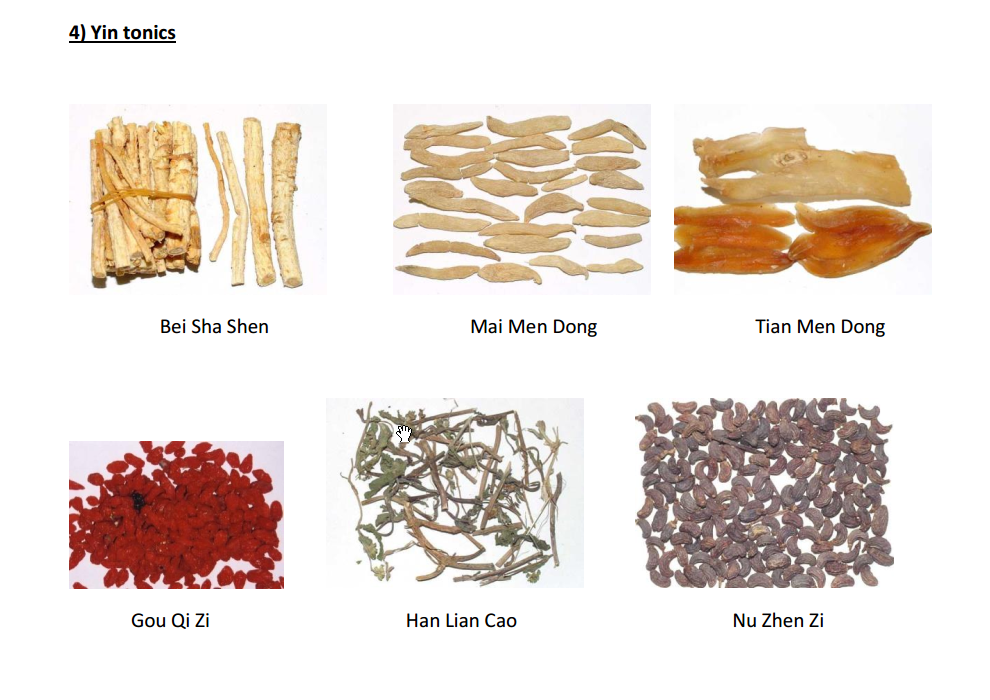 4) Yin tonics
Bei Sha Shen
Mai Men Dong
Tian Men Dong
Gou Qi Zi
Han Lian Cao
Nu Zhen Zi